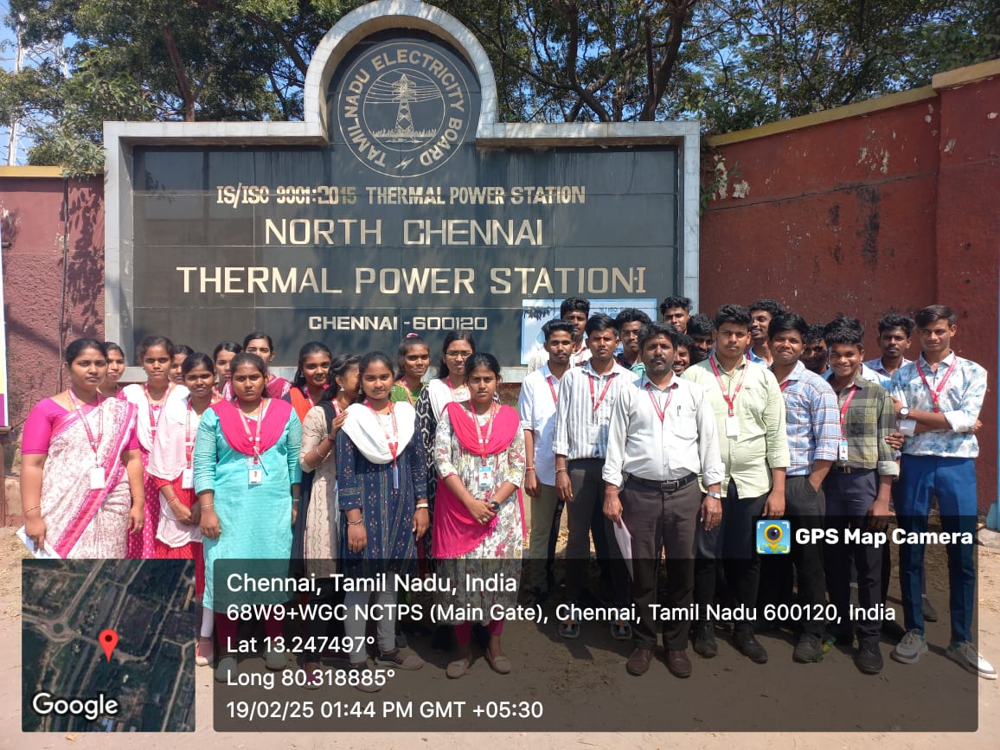 TAMILNADU ELECTRICITY BOARD
IS/ISO 9001:2015 THERMAL POWER STATION
NORTH CHENNAI
THERMAL POWER STATION-I
CHENNAI - 600120
GPS Map Camera
Chennai, Tamil Nadu, India
68W9+WGC NCTPS (Main Gate), Chennai, Tamil Nadu 600120, India
Lat 13.247497°
Long 80.318885°
19/02/25 01:44 PM GMT +05:30
Google